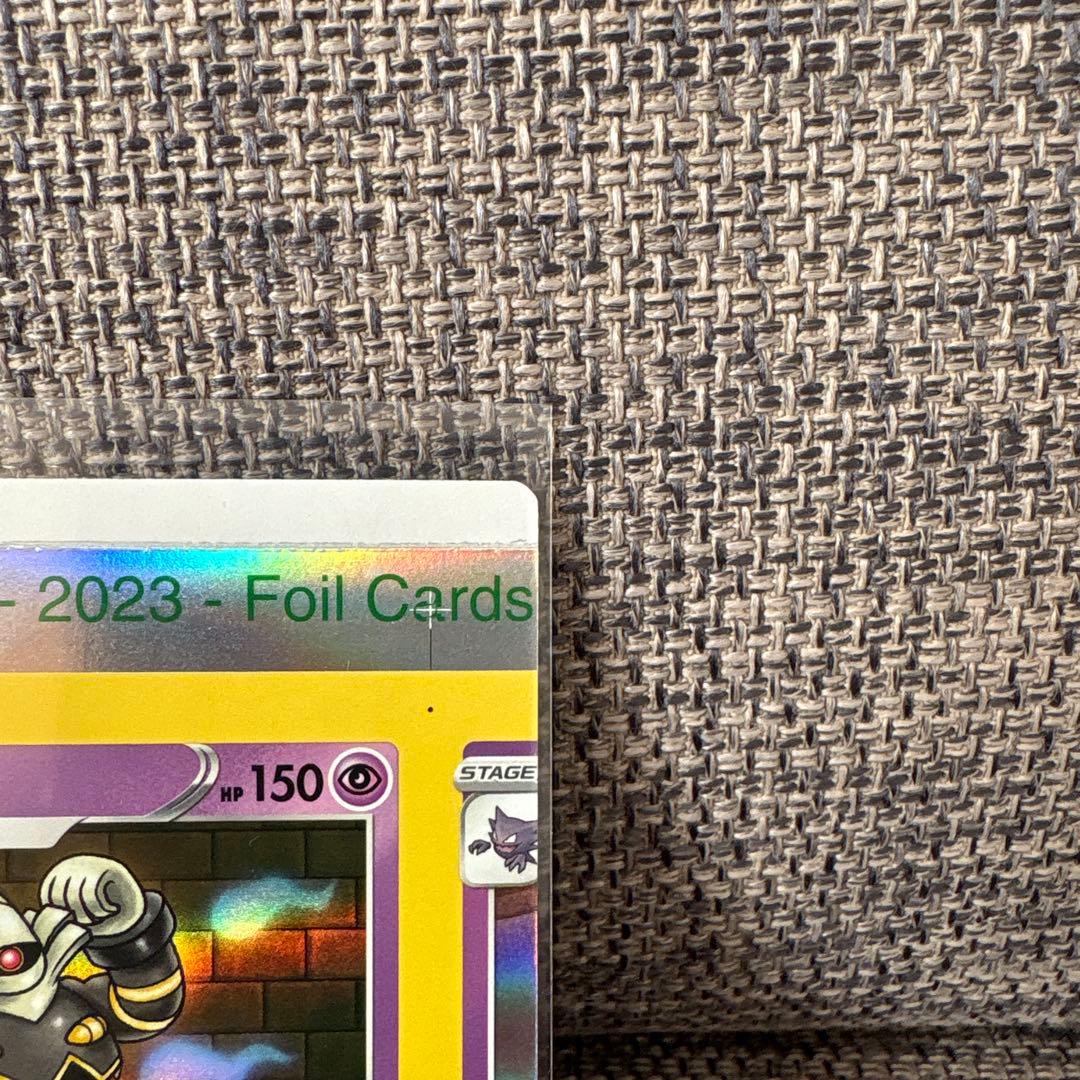 - 2023 - Foil Cards
HP 150
STAGE